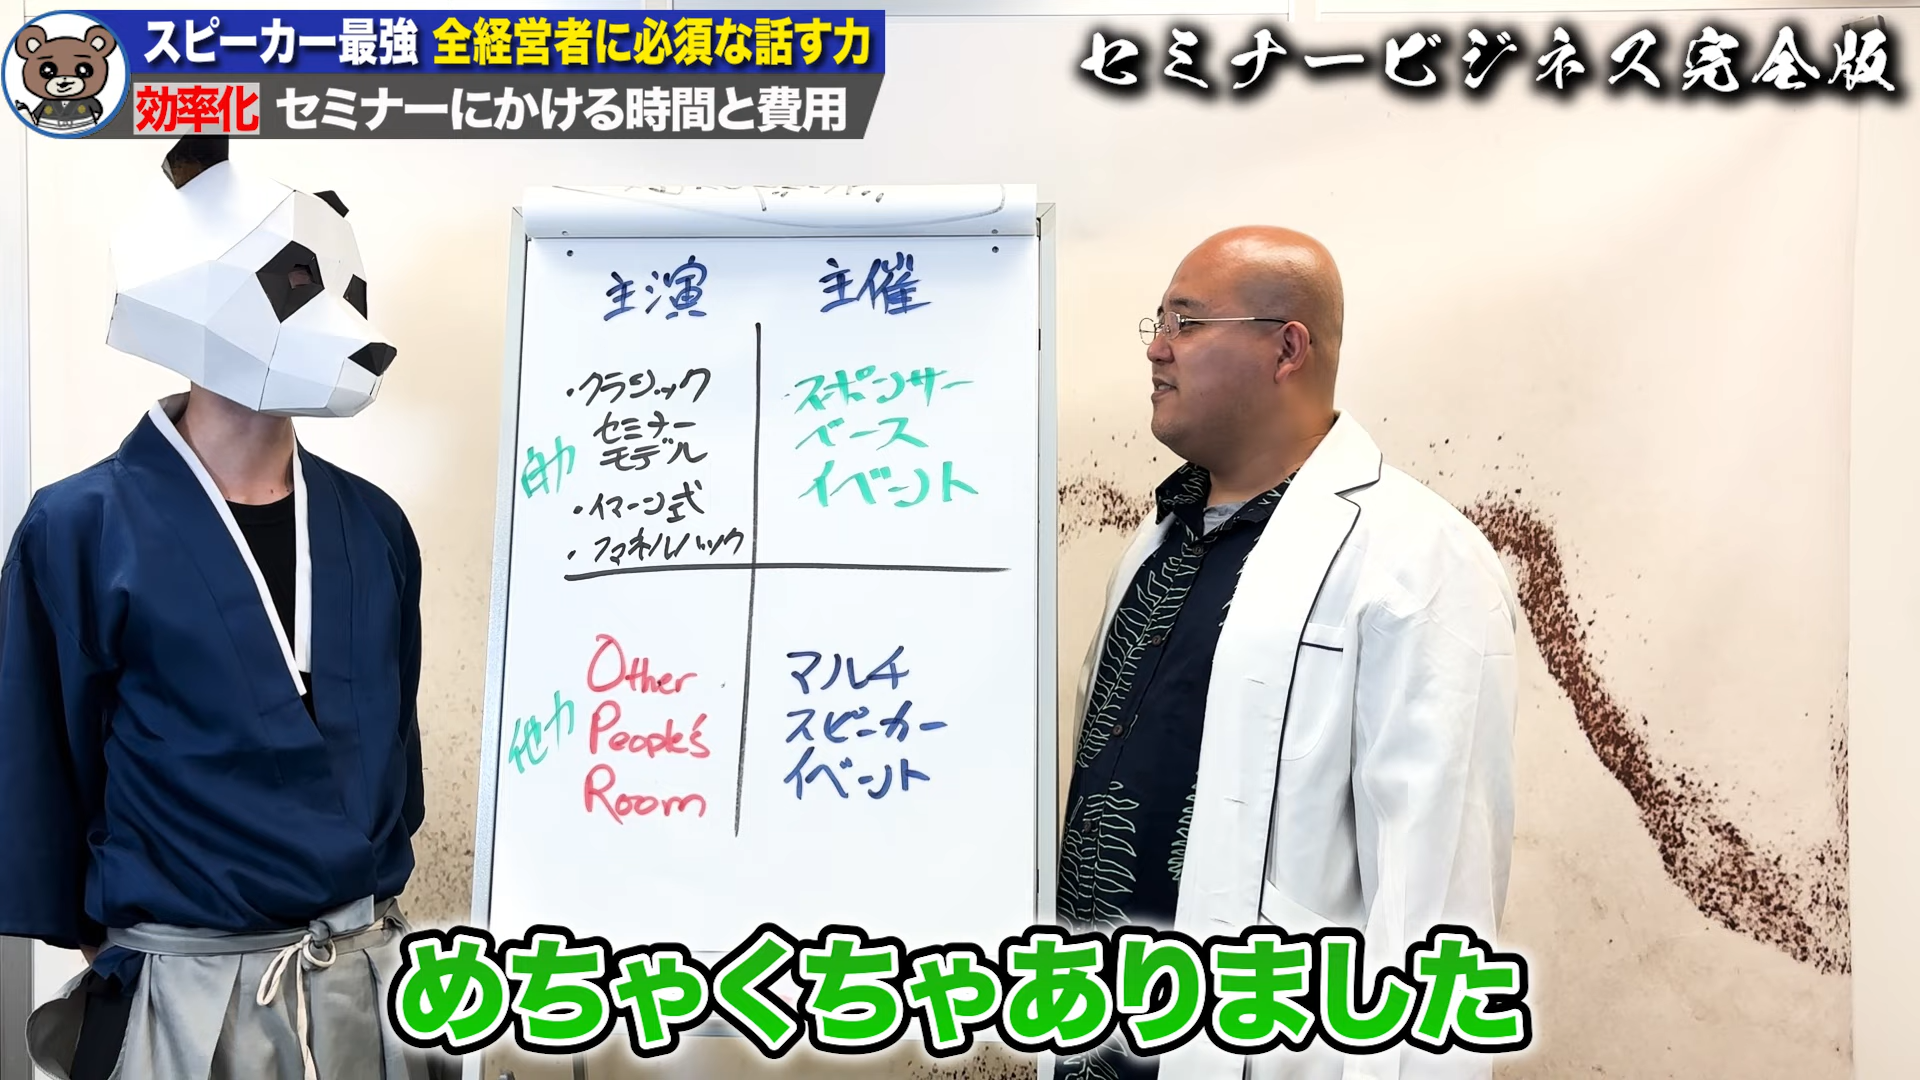 スピーカー最強 全経営者に必須な話す力
効率化 セミナーにかける時間と費用
セミナービジネス完全版
主演
主催
自力
・クラシック
セミナー
モデル
・イマーン式
・ファネルハック
スポンサー
ベース
イベント
他力
Other
People's
Room
マルチ
スピーカー
イベント
めちゃくちゃありました